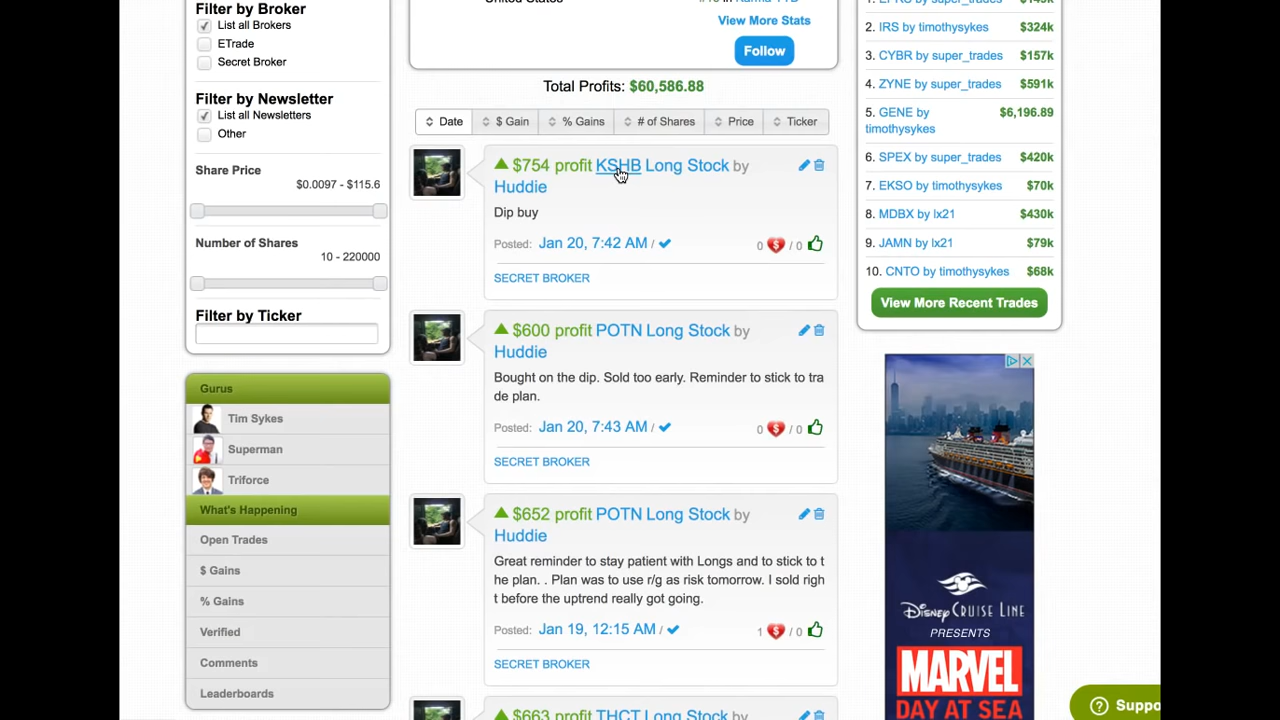 Filter by Broker
List all Brokers
ETrade
Secret Broker
Filter by Newsletter
List all Newsletters
Other
Share Price
$0.0097 - $115.6
Number of Shares
10 - 220000
Filter by Ticker
Gurus
Tim Sykes
Superman
Triforce
What's Happening
Open Trades
$ Gains
% Gains
Verified
Comments
Leaderboards
United States
View More Stats
Follow
Total Profits: $60,586.88
Date
$ Gain
% Gains
# of Shares
Price
Ticker
$754 profit KSHB Long Stock by
Huddie
Dip buy
Posted: Jan 20, 7:42 AM /
0 $ / 0
SECRET BROKER
$600 profit POTN Long Stock by
Huddie
Bought on the dip. Sold too early. Reminder to stick to tra
de plan.
Posted: Jan 20, 7:43 AM /
0 $ / 0
SECRET BROKER
$652 profit POTN Long Stock by
Huddie
Great reminder to stay patient with Longs and to stick to t
he plan. . Plan was to use r/g as risk tomorrow. I sold righ
t before the uptrend really got going.
Posted: Jan 19, 12:15 AM /
1 $ / 0
SECRET BROKER
$663 profit THCT Long Stock by
2. IRS by timothysykes $324k
3. CYBR by super_trades $157k
4. ZYNE by super_trades $591k
5. GENE by $6,196.89
timothysykes
6. SPEX by super_trades $420k
7. EKSO by timothysykes $70k
8. MDBX by lx21 $430k
9. JAMN by lx21 $79k
10. CNTO by timothysykes $68k
View More Recent Trades
DISNEY CRUISE LINE
PRESENTS
MARVEL
DAY AT SEA
Suppo